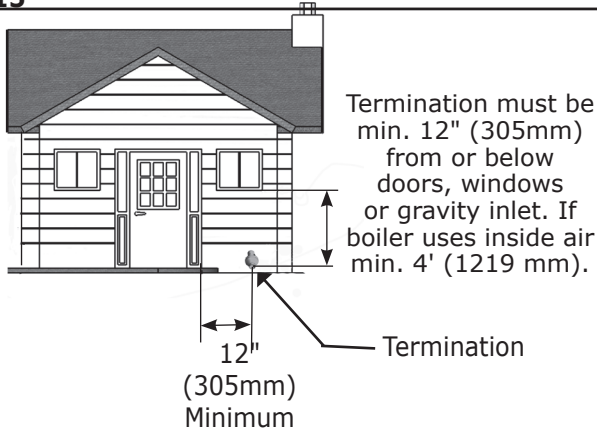 Termination must be
min. 12" (305mm)
from or below
doors, windows
or gravity inlet. If
boiler uses inside air
min. 4' (1219 mm).
Termination
12"
(305mm)
Minimum